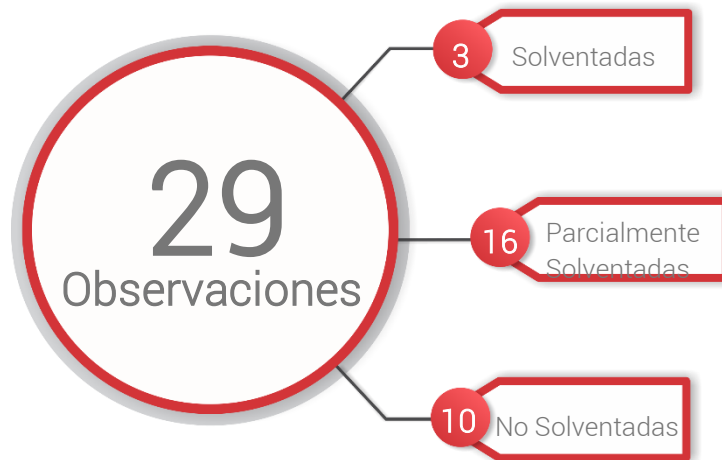 29
Observaciones
3
Solventadas
16
Parcialmente
Solventadas
10
No Solventadas